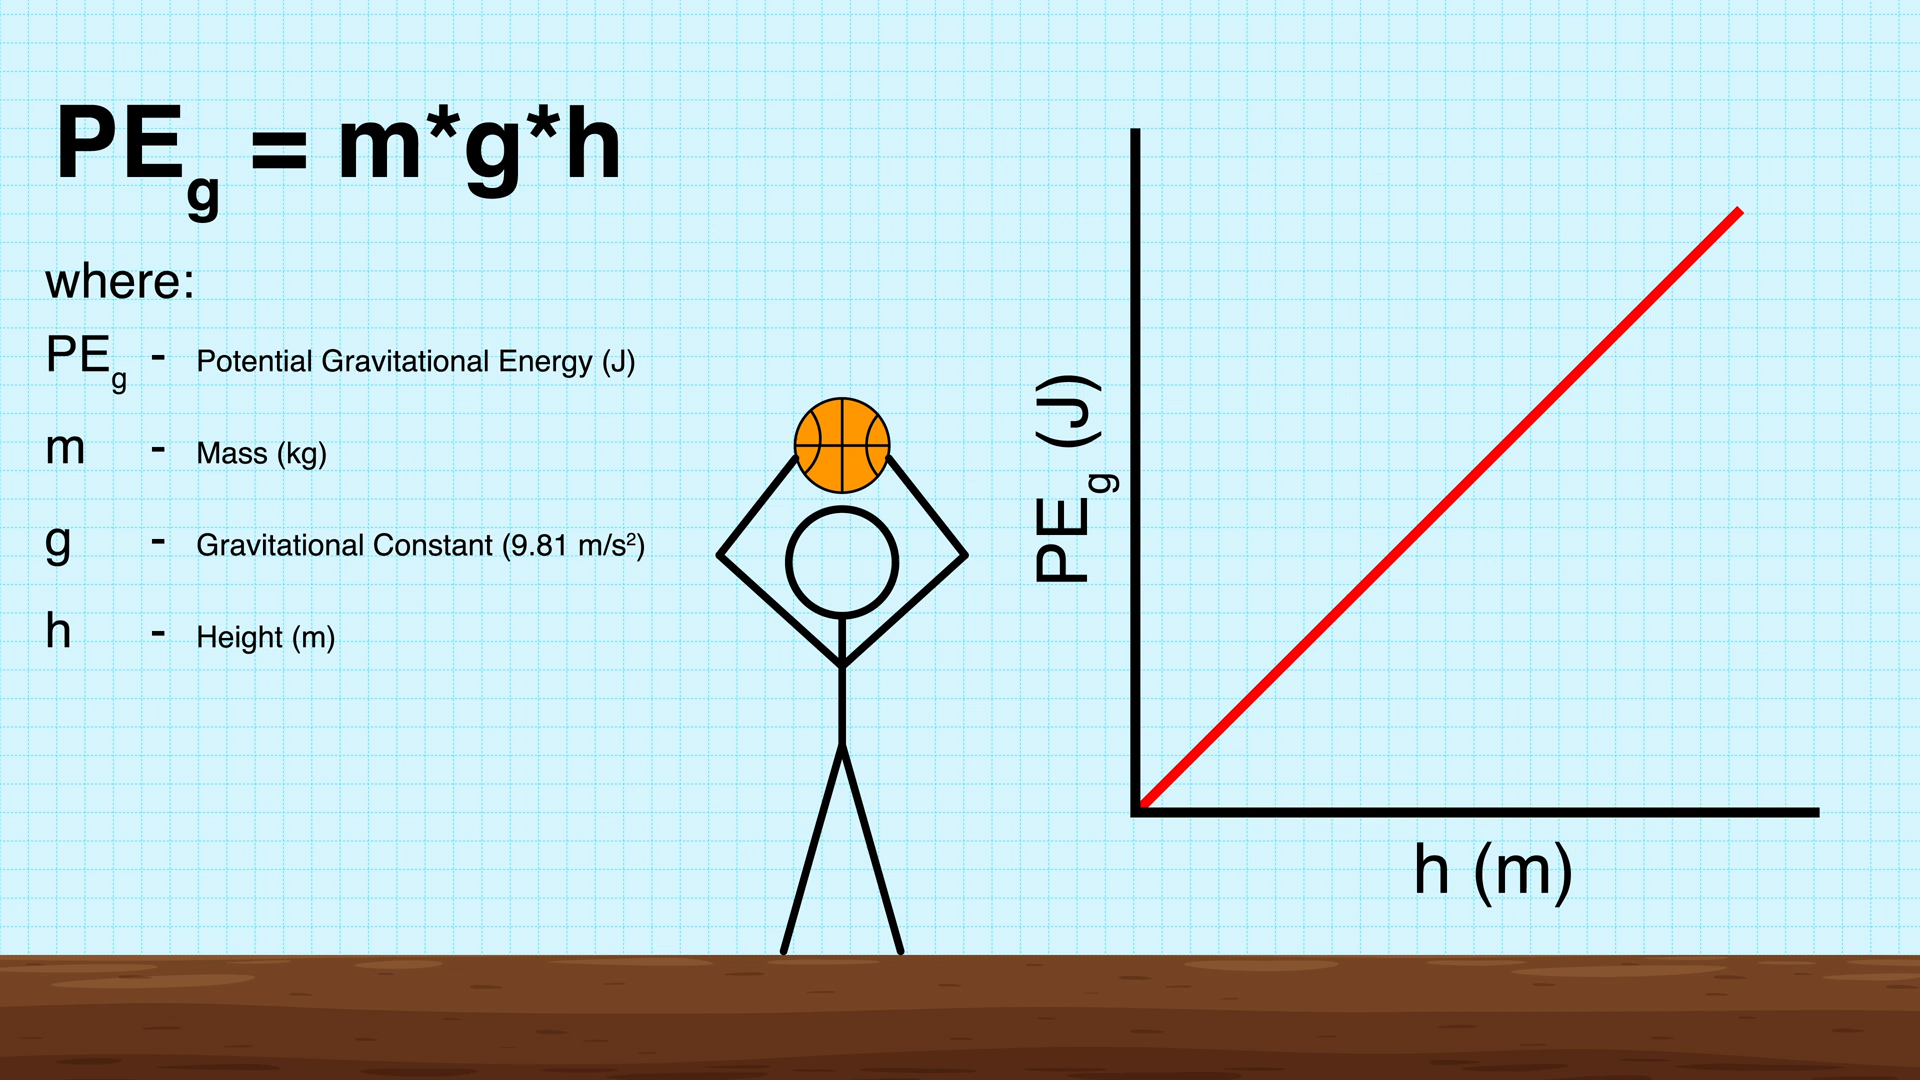 PEg = m*g*h
where:
PEg - Potential Gravitational Energy (J)
m - Mass (kg)
g - Gravitational Constant (9.81 m/s²)
h - Height (m)
PEg (J)
h (m)